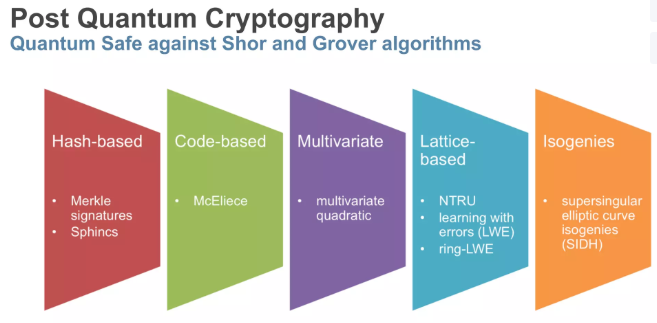 Post Quantum Cryptography
Quantum Safe against Shor and Grover algorithms
Hash-based
• Merkle
signatures
• Sphincs
Code-based
• McEliece
Multivariate
• multivariate
quadratic
Lattice-
based
• NTRU
• learning with
errors (LWE)
• ring-LWE
Isogenies
• supersingular
elliptic curve
isogenies
(SIDH)